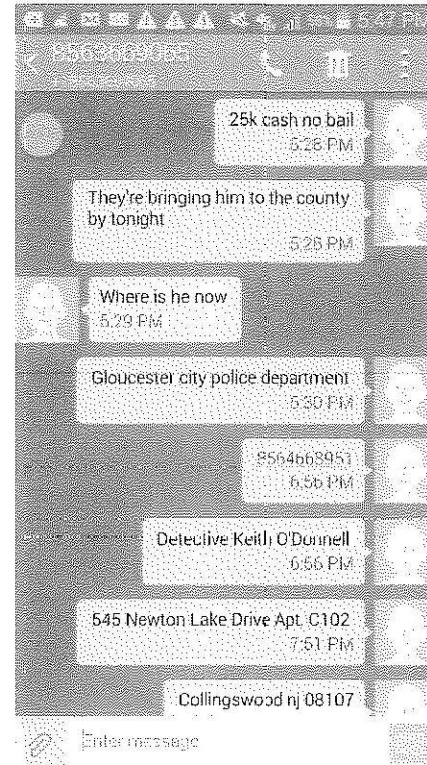 5:47 PM
25k cash no bail
5:28 PM
They're bringing him to the county
by tonight
5:28 PM
Where is he now
5:29 PM
Gloucester city police department
5:30 PM
8564668951
6:56 PM
Detective Keith O'Donnell
6:56 PM
545 Newton Lake Drive Apt. C102
7:51 PM
Collingswood nj 08107
Enter message